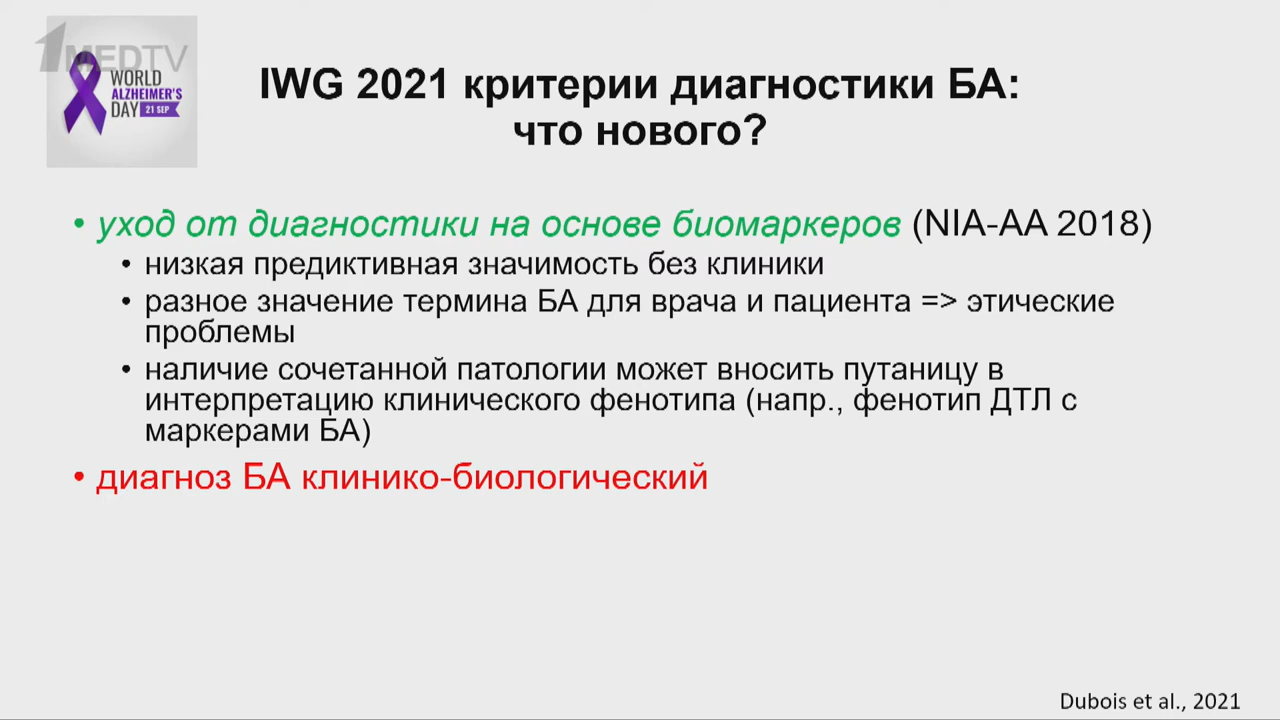 1MEDTV
WORLD
ALZHEIMER'S
DAY 21 SEP
IWG 2021 критерии диагностики БА:
что нового?
• уход от диагностики на основе биомаркеров (NIA-AA 2018)
• низкая предиктивная значимость без клиники
• разное значение термина БА для врача и пациента => этические
проблемы
• наличие сочетанной патологии может вносить путаницу в
интерпретацию клинического фенотипа (напр., фенотип ДТЛ с
маркерами БА)
• диагноз БА клинико-биологический
Dubois et al., 2021